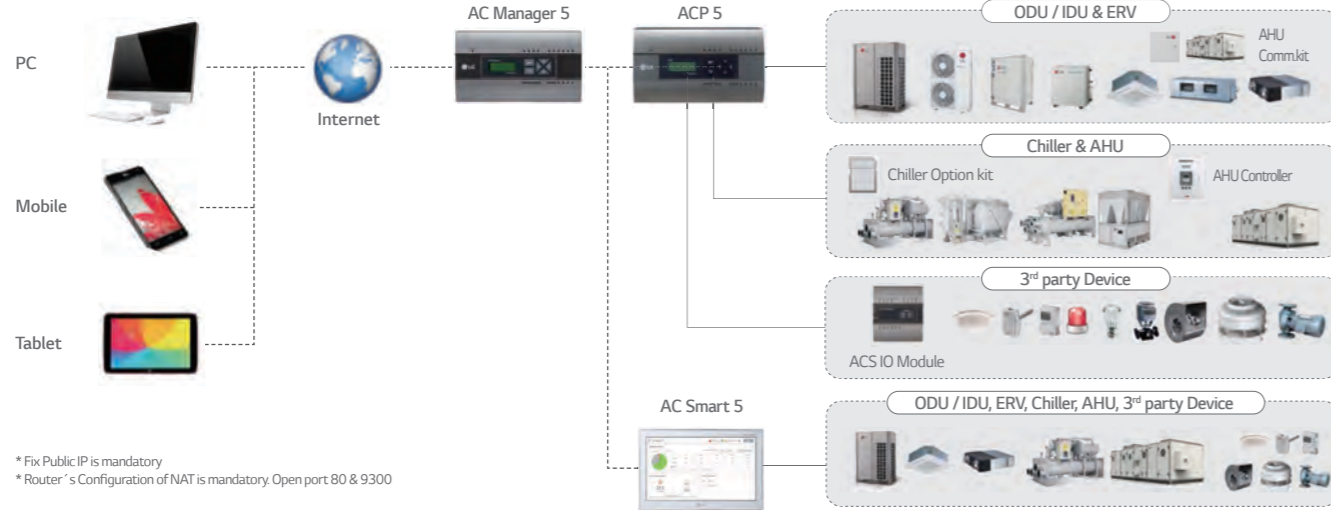 AC Manager 5
ACP 5
ODU / IDU & ERV
PC
LG
LG
AHU
Comm.kit
Internet
Chiller & AHU
Chiller Option kit
AHU Controller
Mobile
3rd party Device
Tablet
ACS IO Module
AC Smart 5
ODU / IDU, ERV, Chiller, AHU, 3rd party Device
* Fix Public IP is mandatory
* Router´s Configuration of NAT is mandatory. Open port 80 & 9300